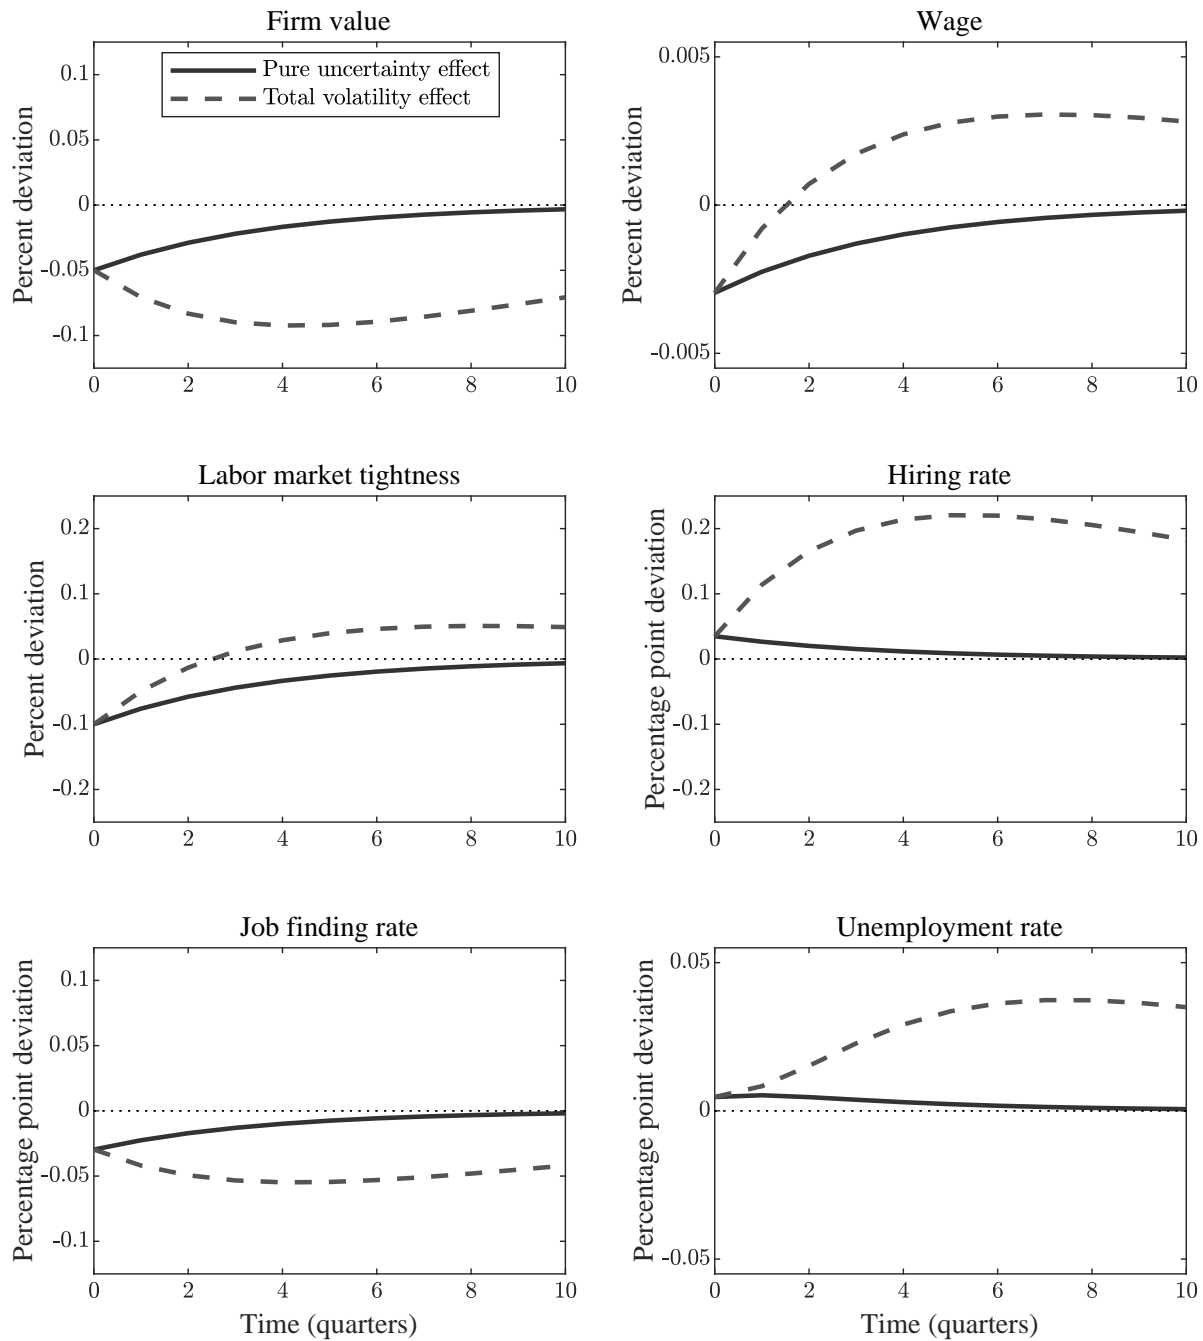 Firm value
Percent deviation
0.1
0.05
0
-0.05
-0.1
Pure uncertainty effect
Total volatility effect
0 2 4 6 8 10
Wage
Percent deviation
0.005
0
-0.005
0 2 4 6 8 10
Labor market tightness
Percent deviation
0.2
0.1
0
-0.1
-0.2
0 2 4 6 8 10
Hiring rate
Percentage point deviation
0.2
0.1
0
-0.1
-0.2
0 2 4 6 8 10
Job finding rate
Percentage point deviation
0.1
0.05
0
-0.05
-0.1
0 2 4 6 8 10
Time (quarters)
Unemployment rate
Percentage point deviation
0.05
0
-0.05
0 2 4 6 8 10
Time (quarters)